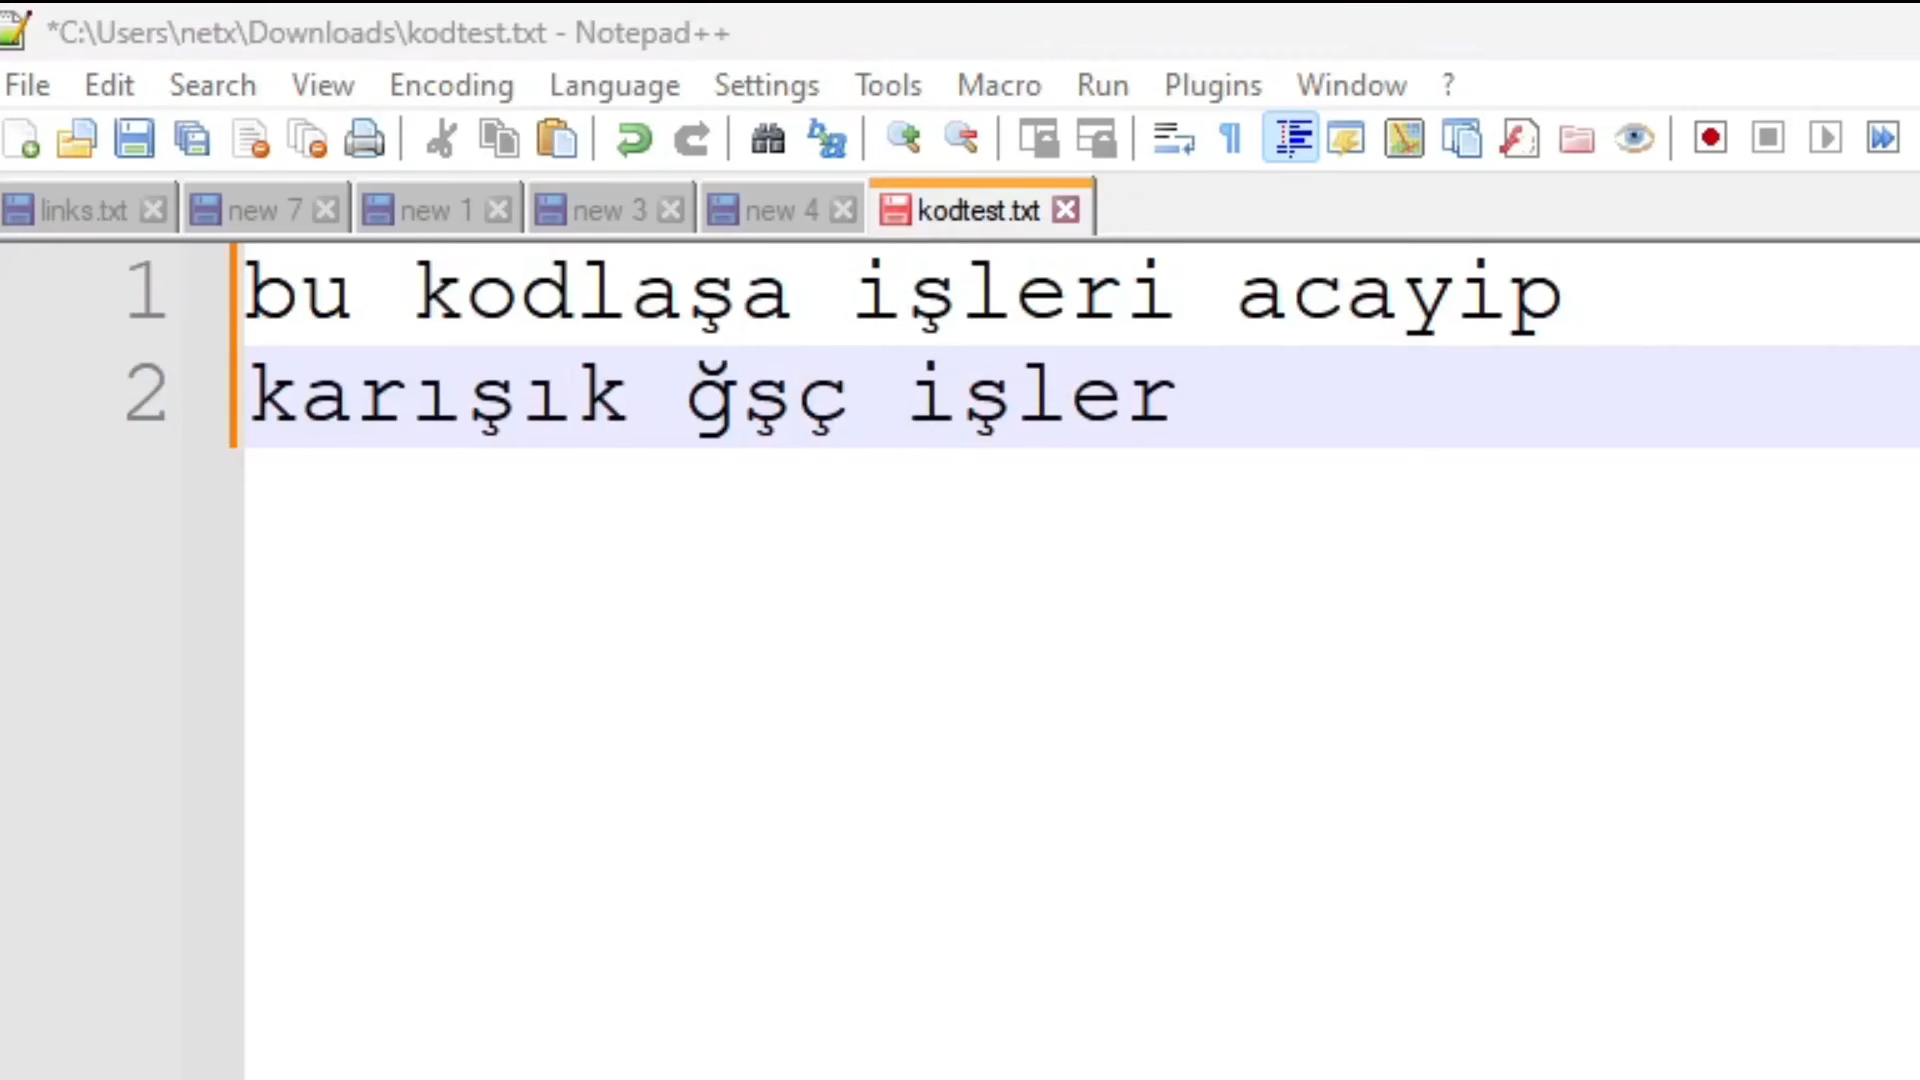 *C:\Users\netx\Downloads\kodtest.txt - Notepad++
File Edit Search View Encoding Language Settings Tools Macro Run Plugins Window ?
links.txt new 7 new 1 new 3 new 4 kodtest.txt
1 bu kodlaşa işleri acayip
2 karışık ğşç işler